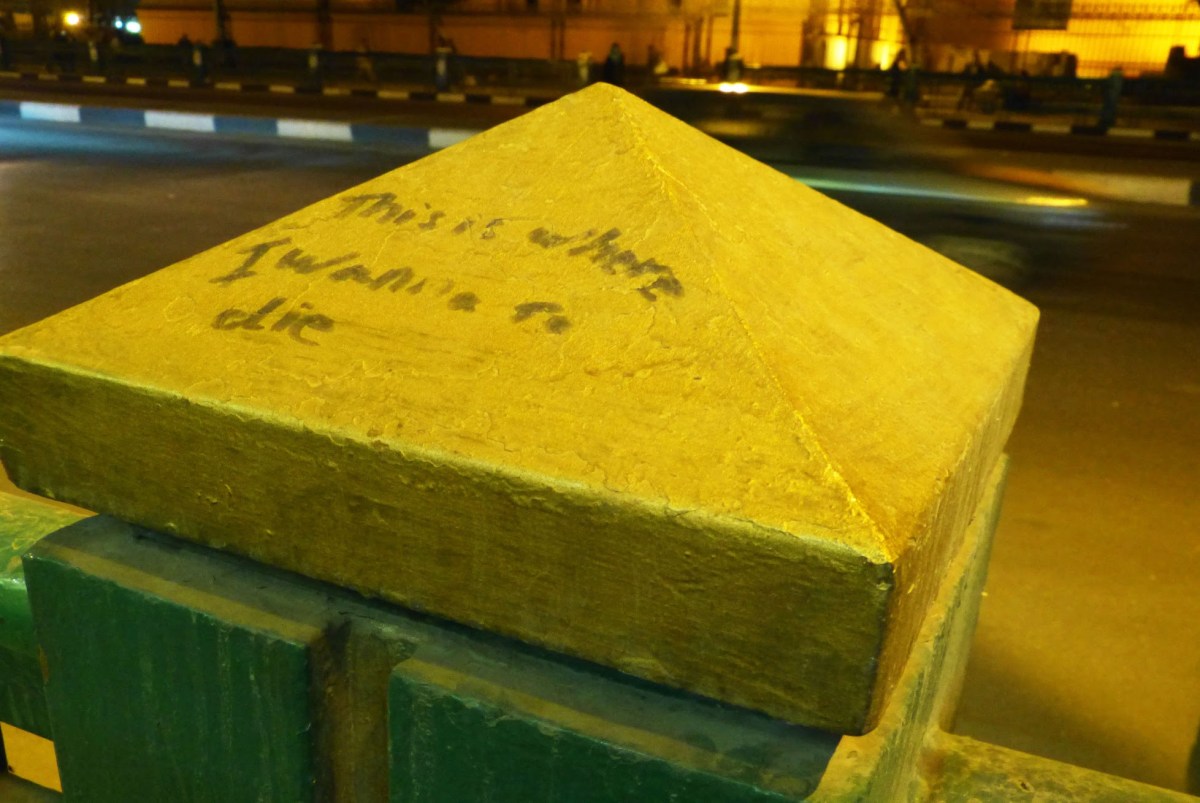 This is where
I wanna to
die